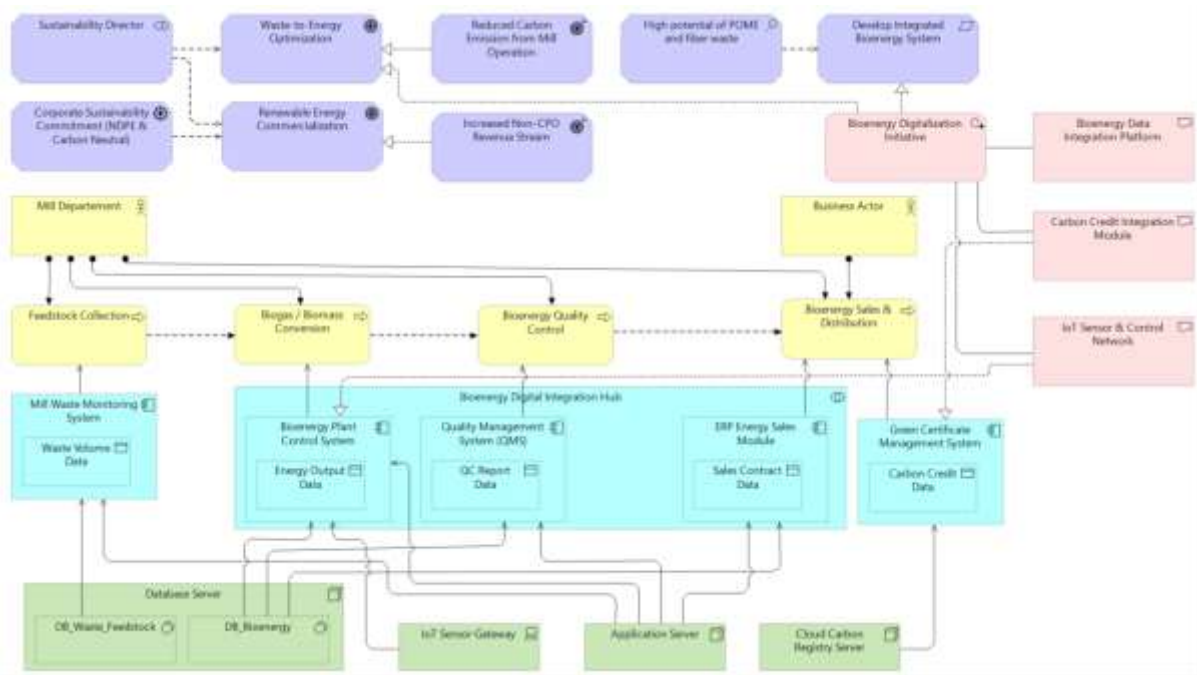 Sustainability Director
Waste-to-Energy
Optimization
Reduced Carbon
Emission from Mill
Operation
High potential of POME
and fiber waste
Develop Integrated
Bioenergy System
Corporate Sustainability
Commitment (NDPE &
Carbon Neutral)
Renewable Energy
Commercialization
Increased Non-CPO
Revenue Stream
Bioenergy Digitalization
Initiative
Bioenergy Data
Integration Platform
Mill Departement
Business Actor
Carbon Credit Integration
Module
Feedstock Collection
Biogas / Biomass
Conversion
Bioenergy Quality
Control
Bioenergy Sales &
Distribution
IoT Sensor & Control
Network
Bioenergy Digital Integration Hub
Mill Waste Monitoring
System
Waste Volume
Data
Bioenergy Plant
Control System
Energy Output
Data
Quality Management
System (QMS)
QC Report
Data
ERP Energy Sales
Module
Sales Contract
Data
Green Certificate
Management System
Carbon Credit
Data
Database Server
DB_Waste_Feedstock
DB_Bioenergy
IoT Sensor Gateway
Application Server
Cloud Carbon
Registry Server